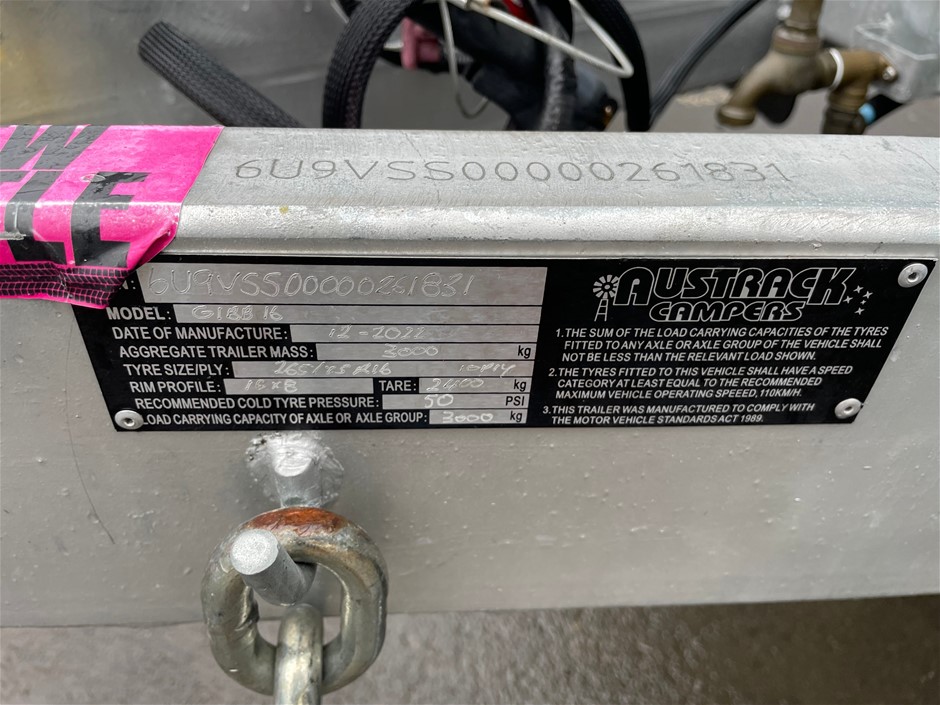 6U9VSS00000261831
6U9VSS00000261831
MODEL: GIBB 16
DATE OF MANUFACTURE: 12-2022
AGGREGATE TRAILER MASS: 3000 kg
TYRE SIZE/PLY: 265/75 R16 10PLY
RIM PROFILE: 16X8 TARE: 2400 kg
RECOMMENDED COLD TYRE PRESSURE: 50 PSI
LOAD CARRYING CAPACITY OF AXLE OR AXLE GROUP: 3000 kg
AUSTRACK
CAMPERS
1. THE SUM OF THE LOAD CARRYING CAPACITIES OF THE TYRES
FITTED TO ANY AXLE OR AXLE GROUP OF THE VEHICLE SHALL
NOT BE LESS THAN THE RELEVANT LOAD SHOWN.
2. THE TYRES FITTED TO THIS VEHICLE SHALL HAVE A SPEED
CATEGORY AT LEAST EQUAL TO THE RECOMMENDED
MAXIMUM VEHICLE OPERATING SPEEED, 110KM/H.
3. THIS TRAILER WAS MANUFACTURED TO COMPLY WITH
THE MOTOR VEHICLE STANDARDS ACT 1989.